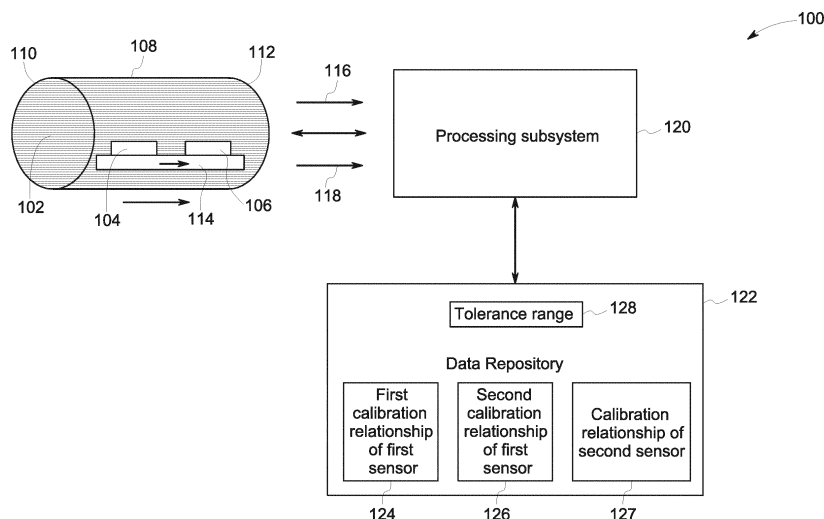 100
110
108
112
116
Processing subsystem
120
118
102
104
114
106
122
Tolerance range
128
Data Repository
First
calibration
relationship
of first
sensor
Second
calibration
relationship
of first
sensor
Calibration
relationship of
second sensor
124
126
127